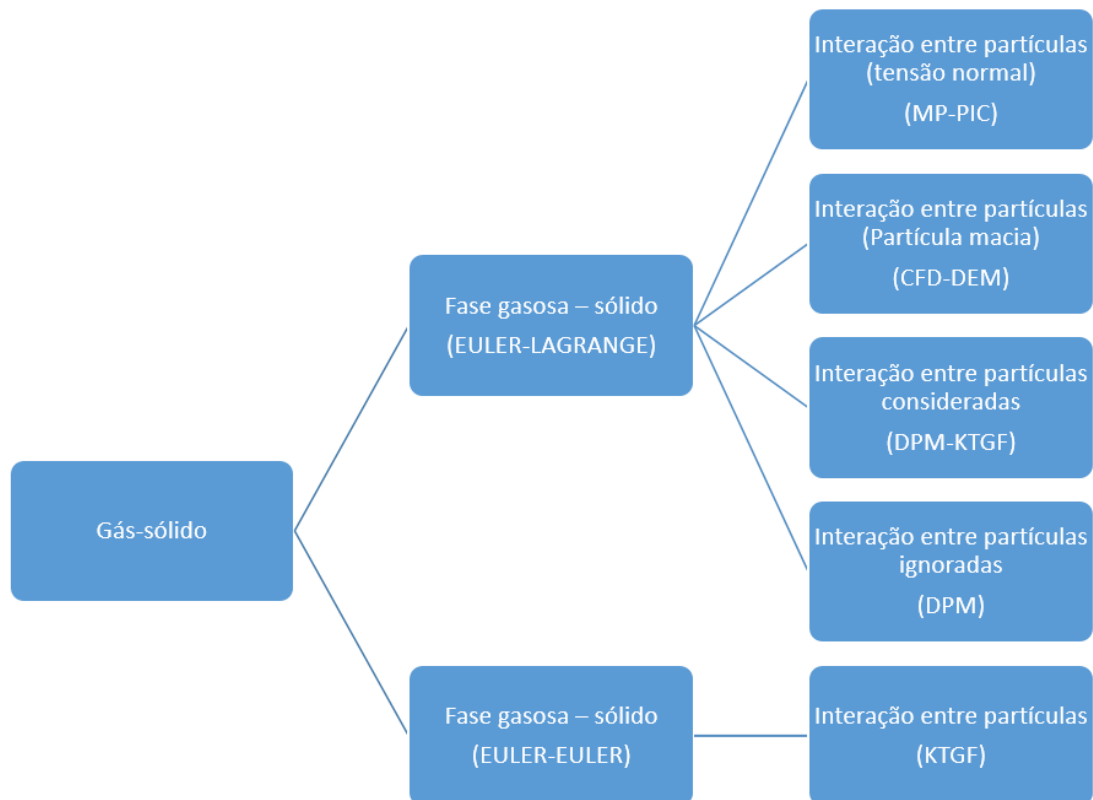 Gás-sólido
Fase gasosa – sólido
(EULER-LAGRANGE)
Interação entre partículas
(tensão normal)
(MP-PIC)
Interação entre partículas
(Partícula macia)
(CFD-DEM)
Interação entre partículas
consideradas
(DPM-KTGF)
Interação entre partículas
ignoradas
(DPM)
Fase gasosa – sólido
(EULER-EULER)
Interação entre partículas
(KTGF)